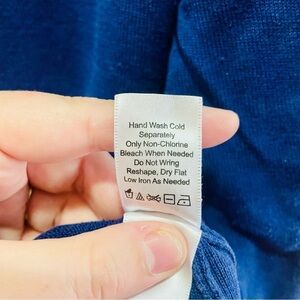 Hand Wash Cold
Separately
Only Non-Chlorine
Bleach When Needed
Do Not Wring
Reshape, Dry Flat
Low Iron As Needed